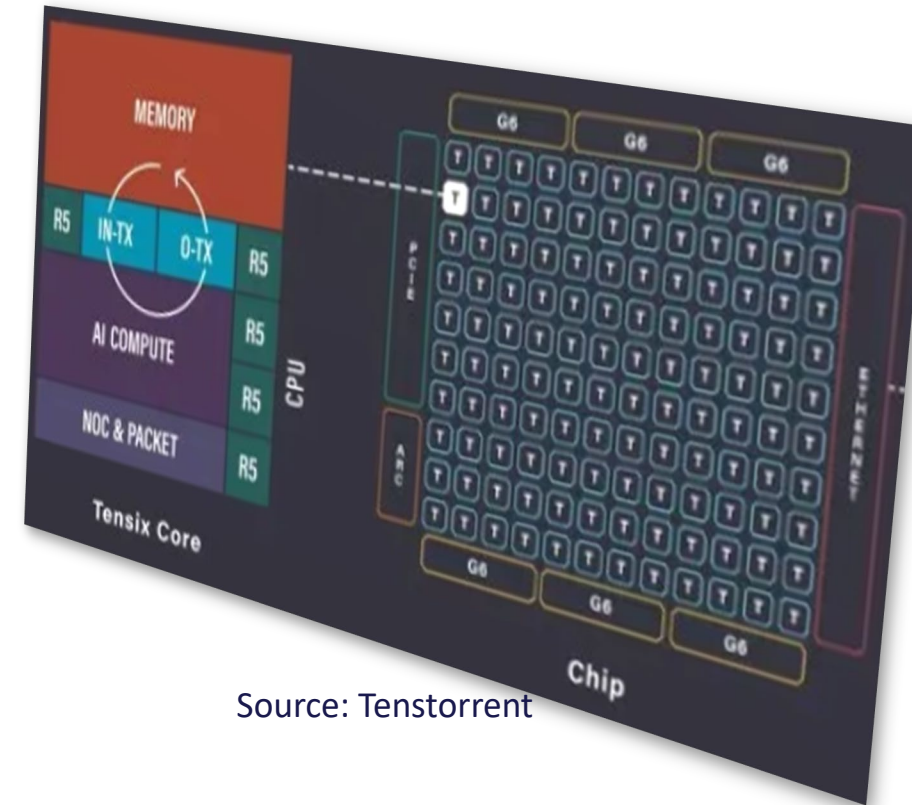 MEMORY
R5 IN-TX O-TX R5
AI COMPUTE
R5
R5
NOC & PACKET
R5
CPU
Tensix Core
G6 G6 G6
PCIE
ARC
T T T T T T T T T T T T
T T T T T T T T T T T T
T T T T T T T T T T T T
T T T T T T T T T T T T
T T T T T T T T T T T T
T T T T T T T T T T T T
T T T T T T T T T T T T
T T T T T T T T T T T T
T T T T T T T T T T T T
T T T T T T T T T T T T
ETHERNET
G6 G6 G6
Chip
Source: Tenstorrent